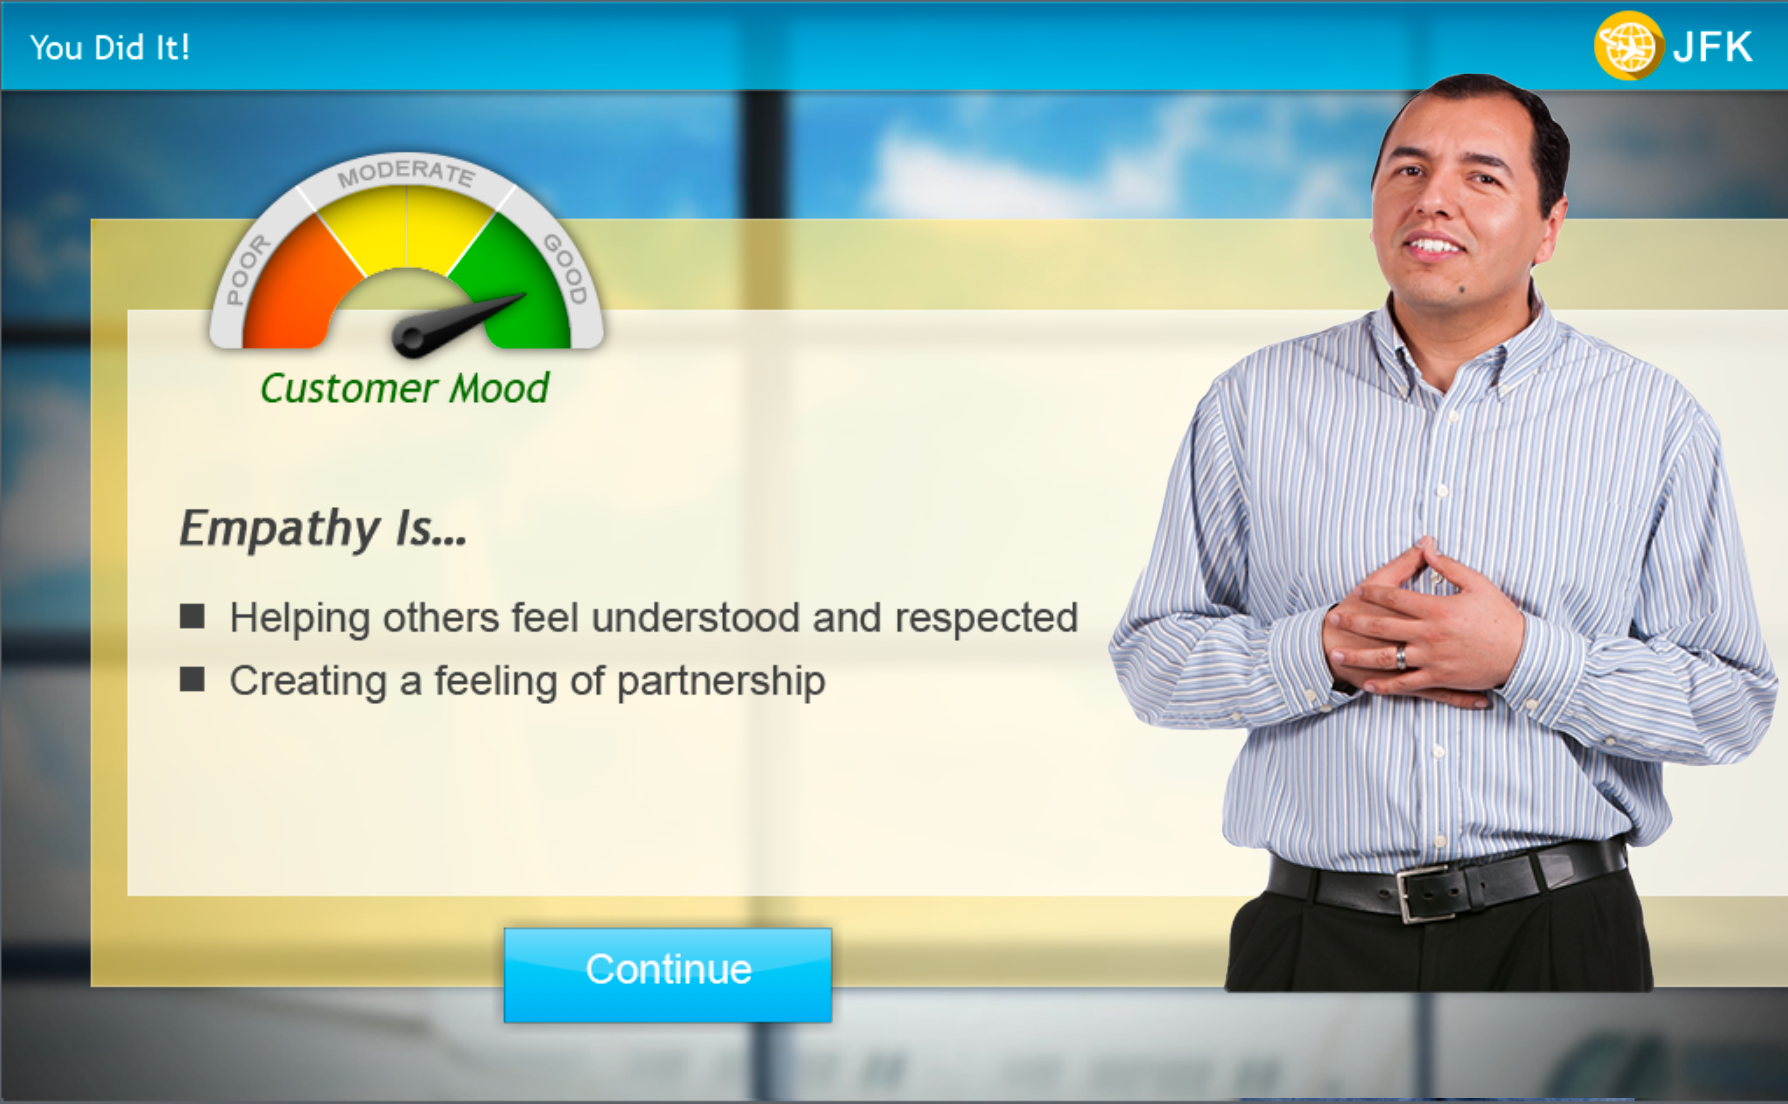 You Did It!
JFK
MODERATE
POOR
GOOD
Customer Mood
Empathy Is...
Helping others feel understood and respected
Creating a feeling of partnership
Continue